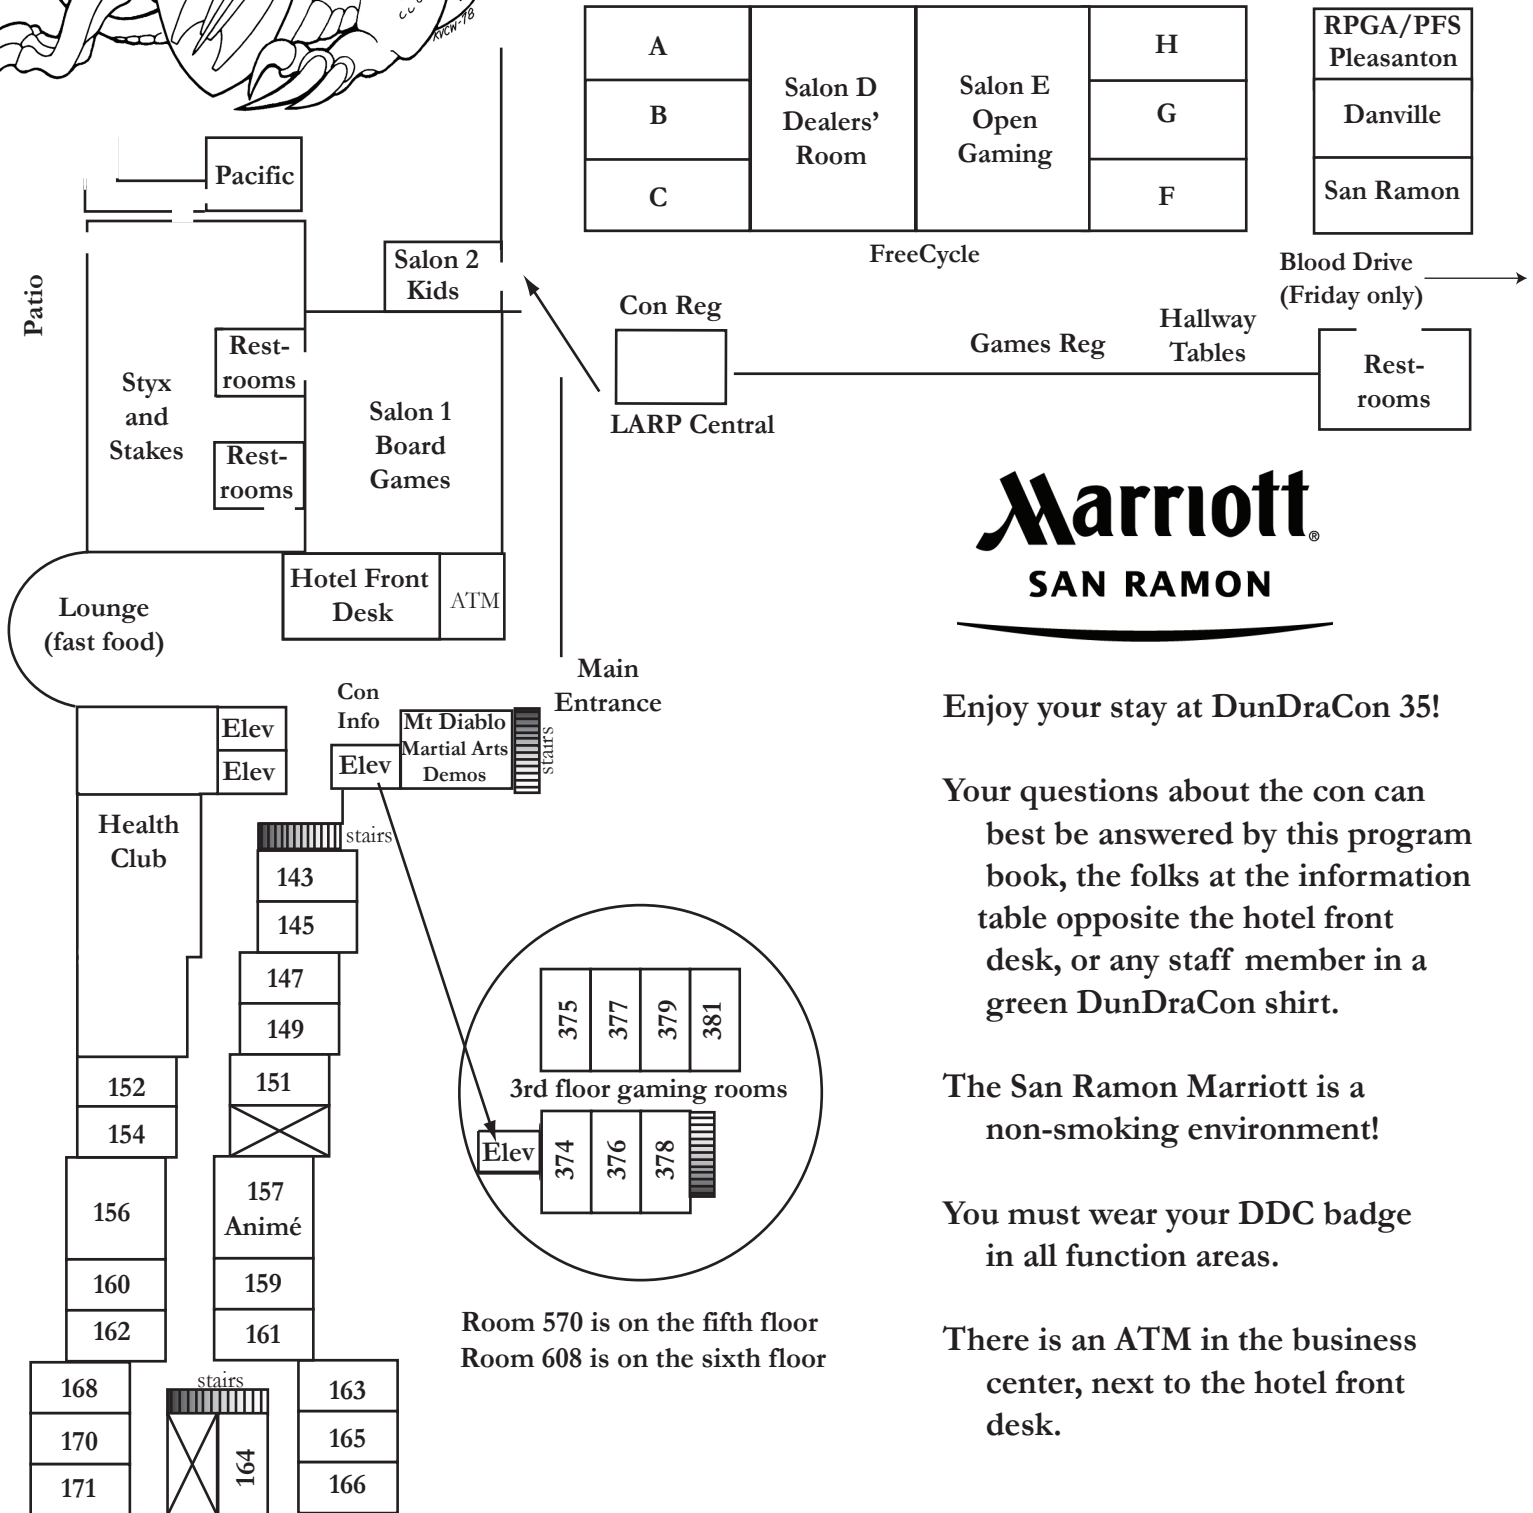 KVCW-98
A
B
C
Salon D
Dealers’
Room
Salon E
Open
Gaming
H
G
F
RPGA/PFS
Pleasanton
Danville
San Ramon
FreeCycle
Blood Drive
(Friday only)
Pacific
Patio
Salon 2
Kids
Con Reg
LARP Central
Games Reg
Hallway
Tables
Rest-
rooms
Rest-
rooms
Styx
and
Stakes
Rest-
rooms
Salon 1
Board
Games
Hotel Front
Desk
ATM
Lounge
(fast food)
Main
Entrance
Con
Info
Elev
Elev
Elev
Mt Diablo
Martial Arts
Demos
stairs
Health
Club
stairs
143
145
147
149
151
152
154
156
157
Animé
160
159
162
161
168
stairs
163
170
165
171
164
166
375
377
379
381
3rd floor gaming rooms
Elev
374
376
378
Room 570 is on the fifth floor
Room 608 is on the sixth floor
Marriott®
SAN RAMON
Enjoy your stay at DunDraCon 35!
Your questions about the con can
best be answered by this program
book, the folks at the information
table opposite the hotel front
desk, or any staff member in a
green DunDraCon shirt.
The San Ramon Marriott is a
non-smoking environment!
You must wear your DDC badge
in all function areas.
There is an ATM in the business
center, next to the hotel front
desk.